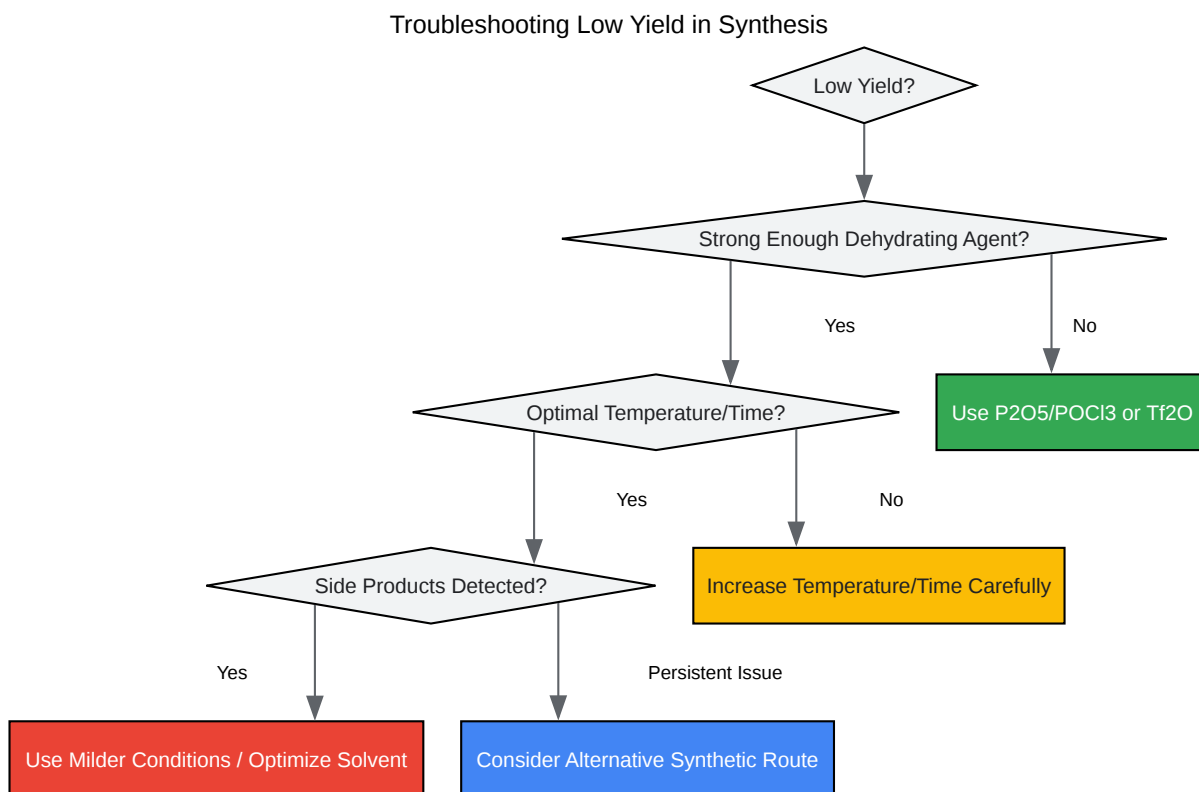 Troubleshooting Low Yield in Synthesis
Low Yield?
Strong Enough Dehydrating Agent?
Yes
No
Optimal Temperature/Time?
Use P2O5/POCl3 or Tf2O
Yes
No
Side Products Detected?
Increase Temperature/Time Carefully
Yes
Persistent Issue
Use Milder Conditions / Optimize Solvent
Consider Alternative Synthetic Route